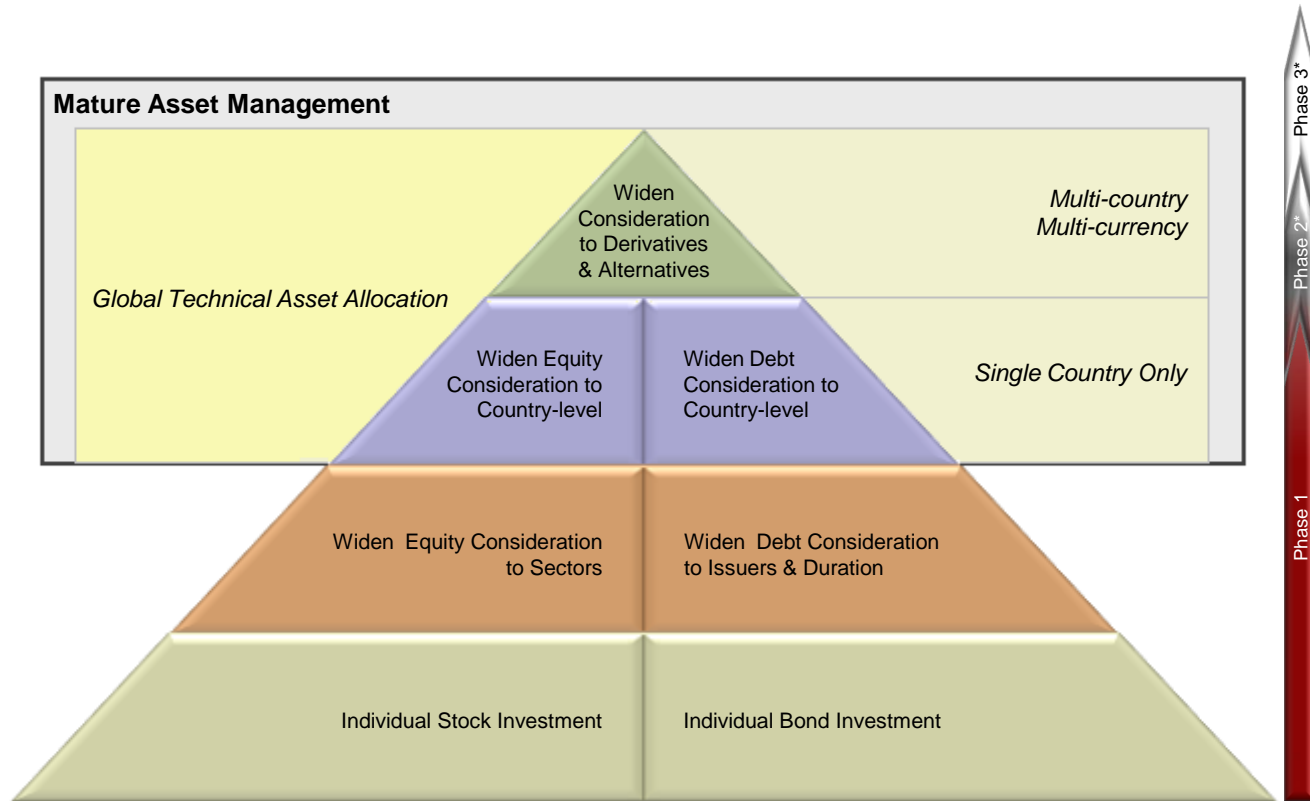 Mature Asset Management
Widen
Consideration
to Derivatives
& Alternatives
Multi-country
Multi-currency
Global Technical Asset Allocation
Widen Equity
Consideration to
Country-level
Widen Debt
Consideration to
Country-level
Single Country Only
Widen  Equity Consideration
to Sectors
Widen  Debt Consideration
to Issuers & Duration
Individual Stock Investment
Individual Bond Investment
Phase 3*
Phase 2*
Phase 1